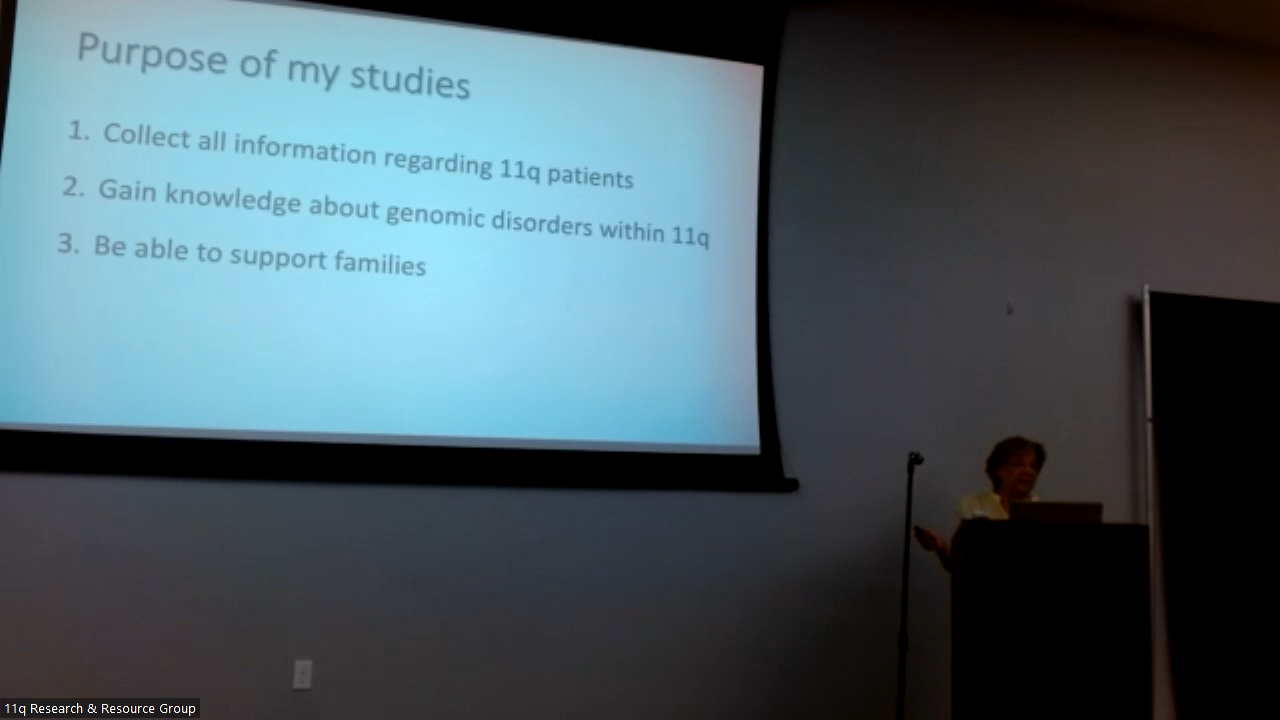 Purpose of my studies
1. Collect all information regarding 11q patients
2. Gain knowledge about genomic disorders within 11q
3. Be able to support families
11q Research & Resource Group